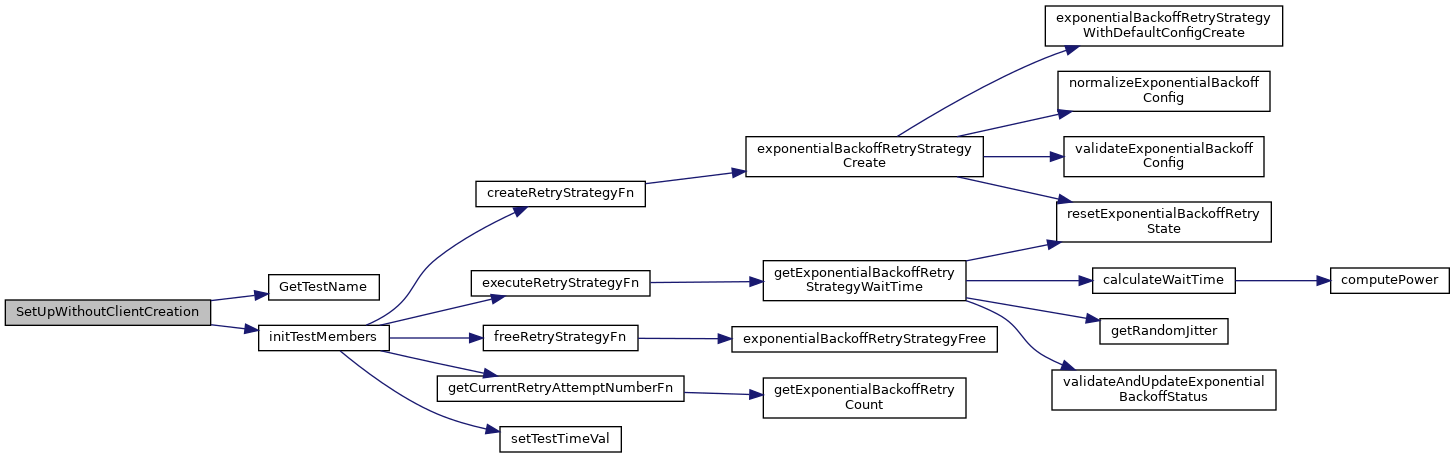 SetUpWithoutClientCreation
GetTestName
initTestMembers
createRetryStrategyFn
executeRetryStrategyFn
freeRetryStrategyFn
getCurrentRetryAttemptNumberFn
setTestTimeVal
exponentialBackoffRetryStrategy
Create
getExponentialBackoffRetry
StrategyWaitTime
exponentialBackoffRetryStrategyFree
getExponentialBackoffRetry
Count
exponentialBackoffRetryStrategy
WithDefaultConfigCreate
normalizeExponentialBackoff
Config
validateExponentialBackoff
Config
resetExponentialBackoffRetry
State
calculateWaitTime
getRandomJitter
validateAndUpdateExponential
BackoffStatus
computePower